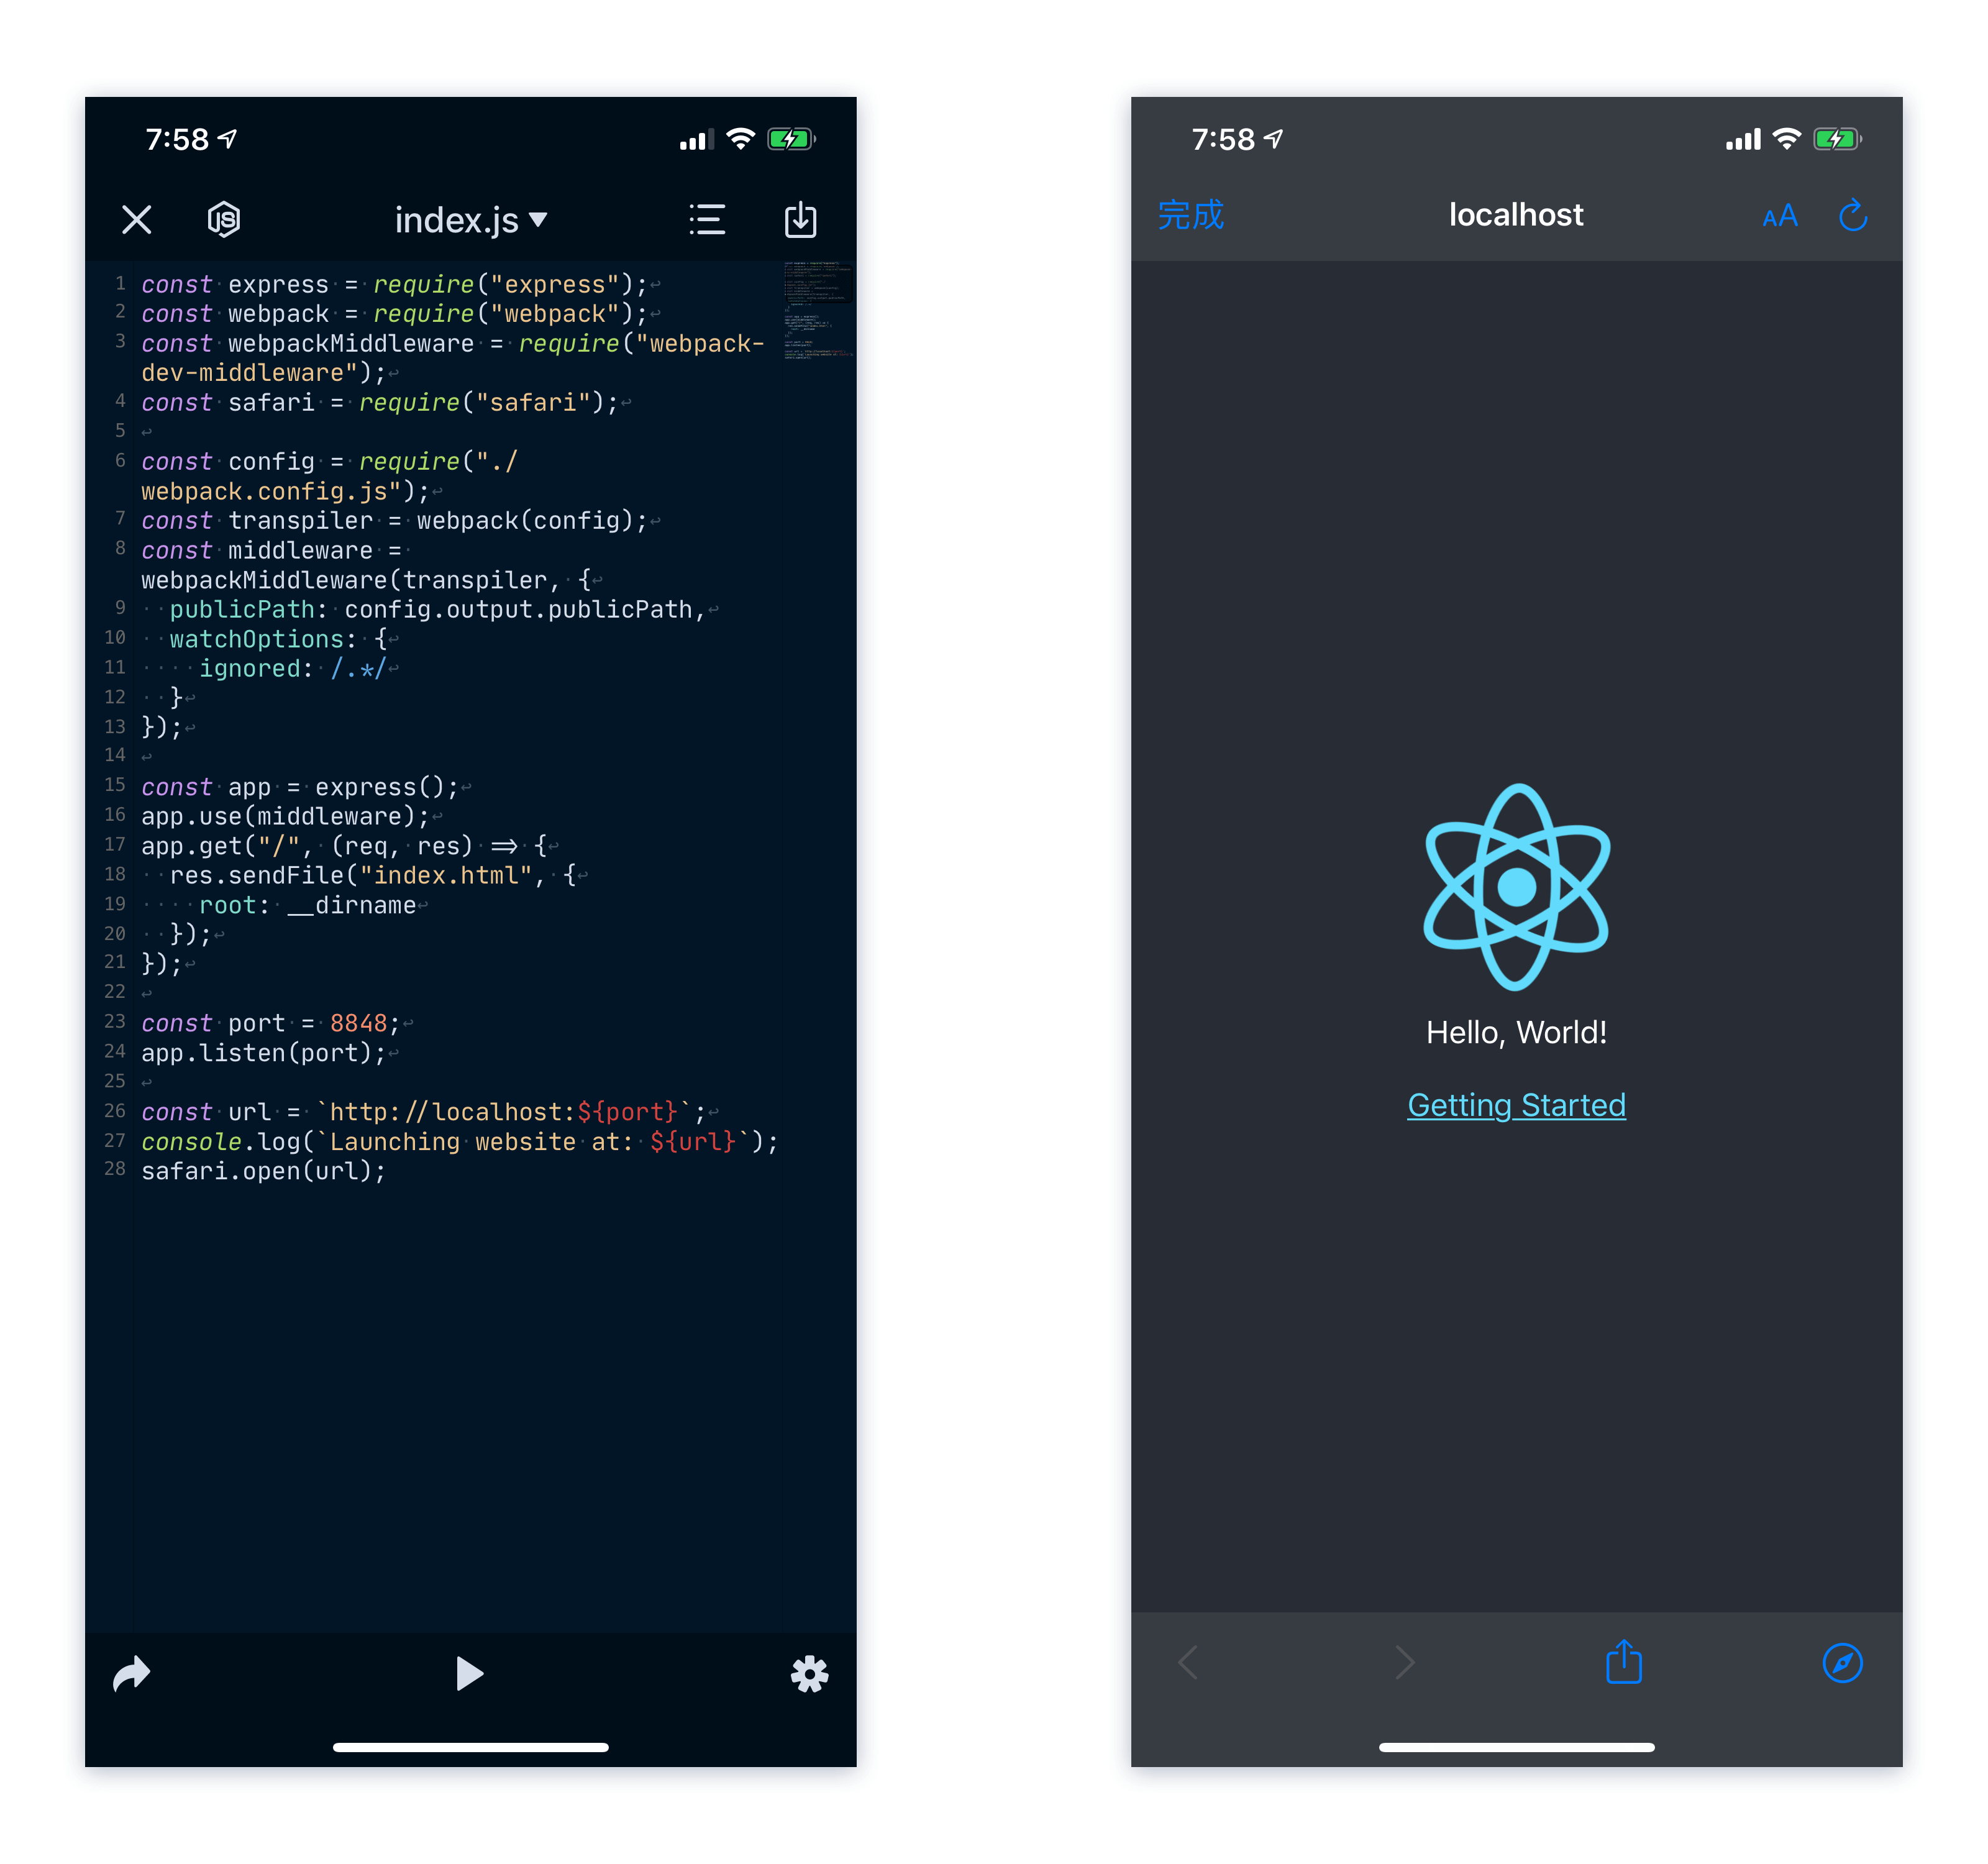 7:58
index.js
1 const express = require("express");
2 const webpack = require("webpack");
3 const webpackMiddleware = require("webpack-
dev-middleware");
4 const safari = require("safari");
5
6 const config = require("./
webpack.config.js");
7 const transpiler = webpack(config);
8 const middleware =
webpackMiddleware(transpiler, {
9   publicPath: config.output.publicPath,
10   watchOptions: {
11     ignored: /.*/
12   }
13 });
14
15 const app = express();
16 app.use(middleware);
17 app.get("/", (req, res) => {
18   res.sendFile("index.html", {
19     root: __dirname
20   });
21 });
22
23 const port = 8848;
24 app.listen(port);
25
26 const url = `http://localhost:${port}`;
27 console.log(`Launching website at: ${url}`);
28 safari.open(url);
7:58
完成 localhost AA
Hello, World!
Getting Started